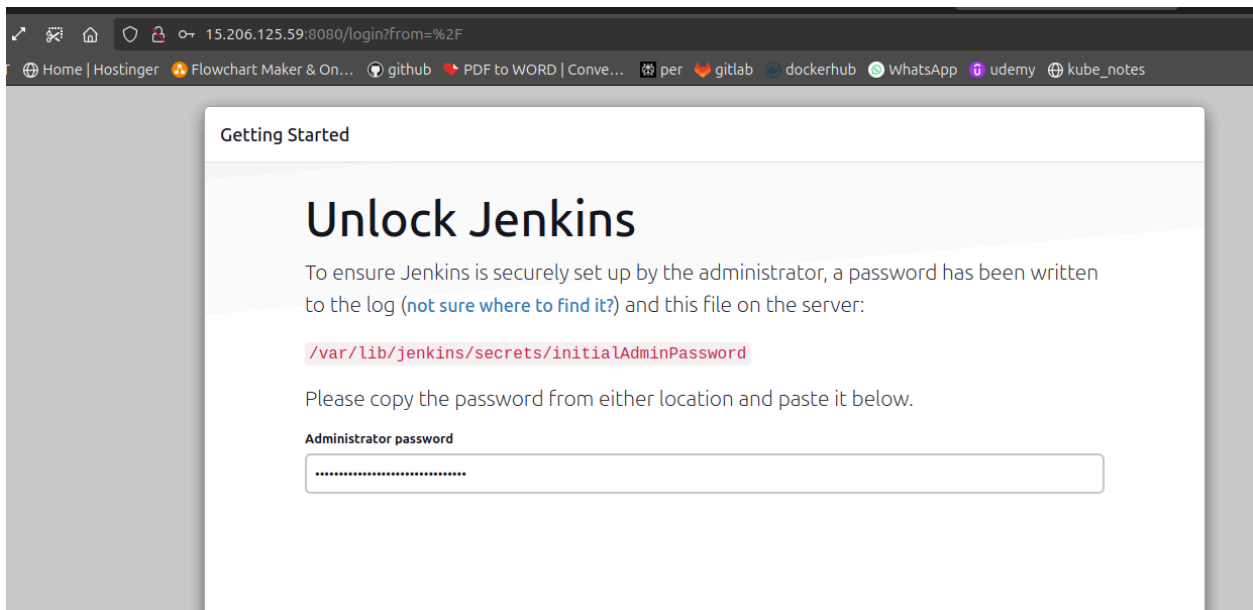 15.206.125.59:8080/login?from=%2F
Home | Hostinger Flowchart Maker & On... github PDF to WORD | Conve... per gitlab dockerhub WhatsApp udemy kube_notes
Getting Started
Unlock Jenkins
To ensure Jenkins is securely set up by the administrator, a password has been written
to the log (not sure where to find it?) and this file on the server:
/var/lib/jenkins/secrets/initialAdminPassword
Please copy the password from either location and paste it below.
Administrator password
••••••••••••••••••••••••••••••••